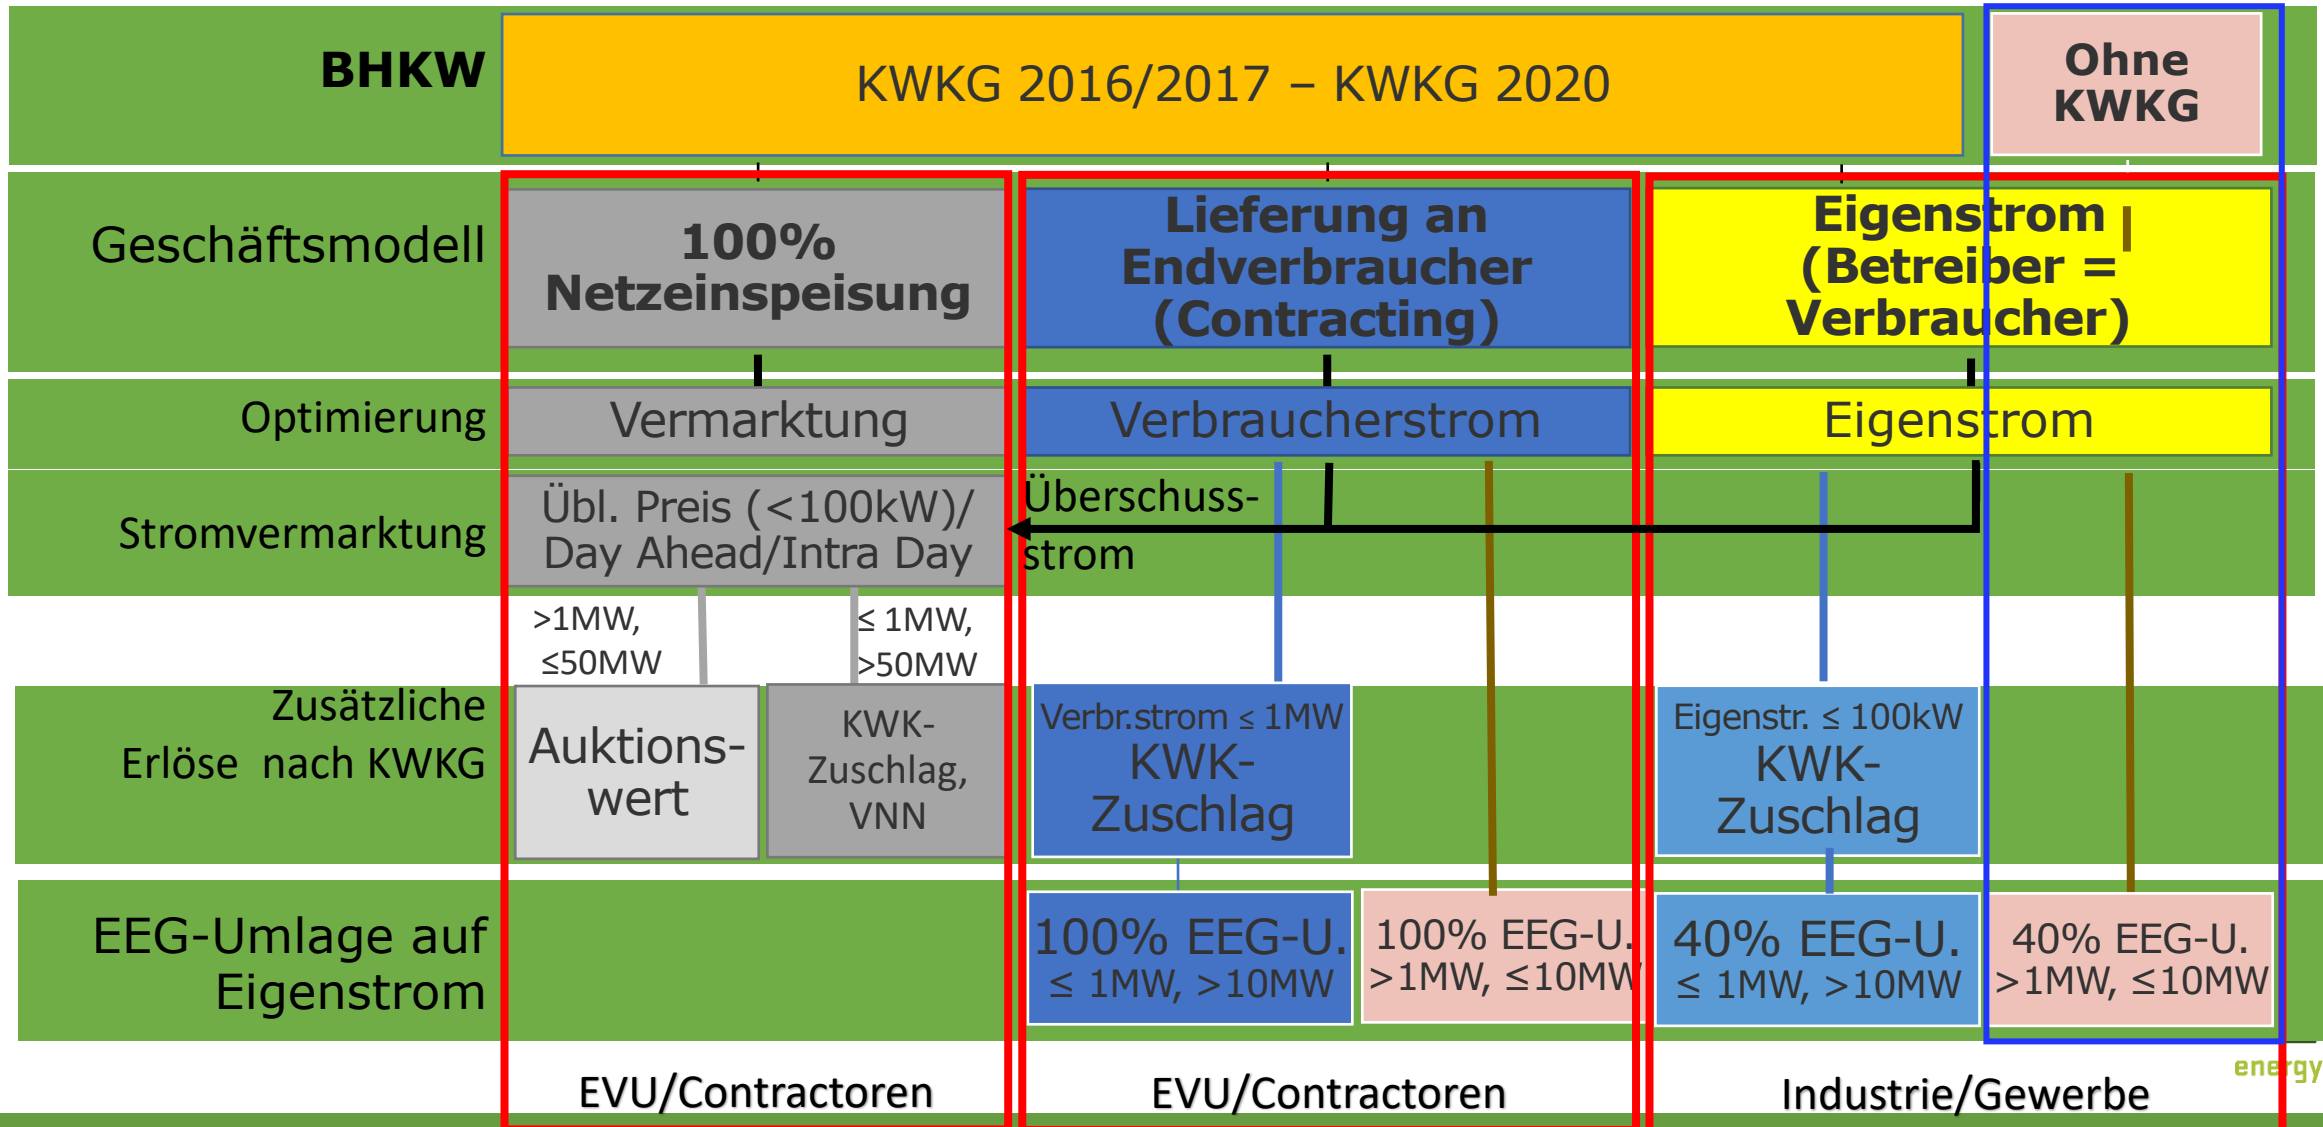 BHKW
KWKG 2016/2017 – KWKG 2020
Ohne
KWKG
Geschäftsmodell
100%
Netzeinspeisung
Lieferung an
Endverbraucher
(Contracting)
Eigenstrom
(Betreiber =
Verbraucher)
Optimierung
Vermarktung
Verbraucherstrom
Eigenstrom
Stromvermarktung
Übl. Preis (<100kW)/
Day Ahead/Intra Day
Überschuss-
strom
>1MW,
≤50MW
≤ 1MW,
>50MW
Zusätzliche
Erlöse nach KWKG
Auktions-
wert
KWK-
Zuschlag,
VNN
Verbr.strom ≤ 1MW
KWK-
Zuschlag
Eigenstr. ≤ 100kW
KWK-
Zuschlag
EEG-Umlage auf
Eigenstrom
100% EEG-U.
≤ 1MW, >10MW
100% EEG-U.
>1MW, ≤10MW
40% EEG-U.
≤ 1MW, >10MW
40% EEG-U.
>1MW, ≤10MW
EVU/Contractoren
EVU/Contractoren
Industrie/Gewerbe
energy